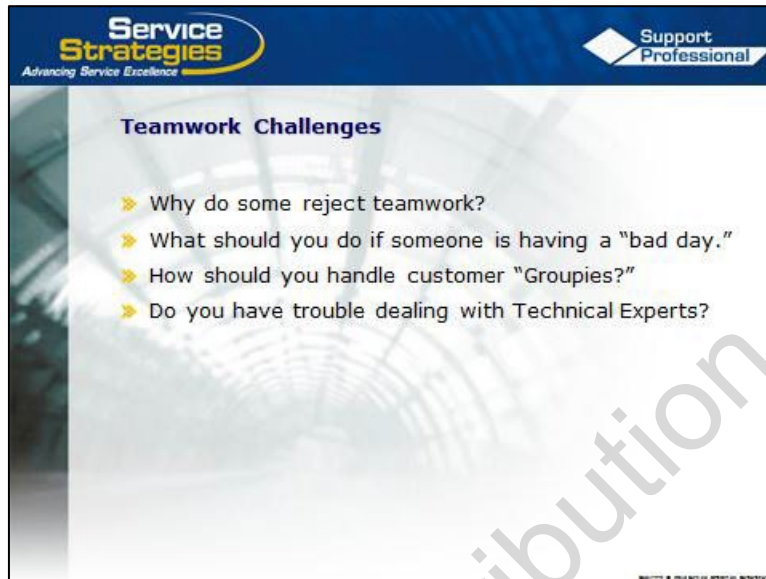 Service
Strategies
Advancing Service Excellence
Support
Professional
Teamwork Challenges
» Why do some reject teamwork?
» What should you do if someone is having a “bad day.”
» How should you handle customer “Groupies?”
» Do you have trouble dealing with Technical Experts?